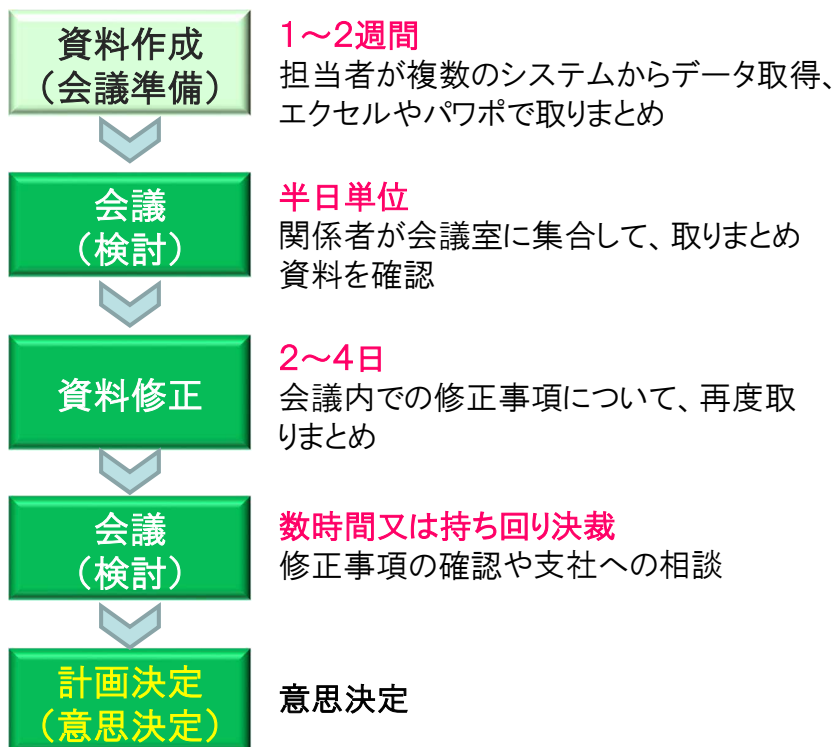 資料作成
（会議準備）
1～2週間
担当者が複数のシステムからデータ取得、
エクセルやパワポで取りまとめ
会議
（検討）
半日単位
関係者が会議室に集合して、取りまとめ
資料を確認
資料修正
2～4日
会議内での修正事項について、再度取
りまとめ
会議
（検討）
数時間又は持ち回り決裁
修正事項の確認や支社への相談
計画決定
（意思決定）
意思決定